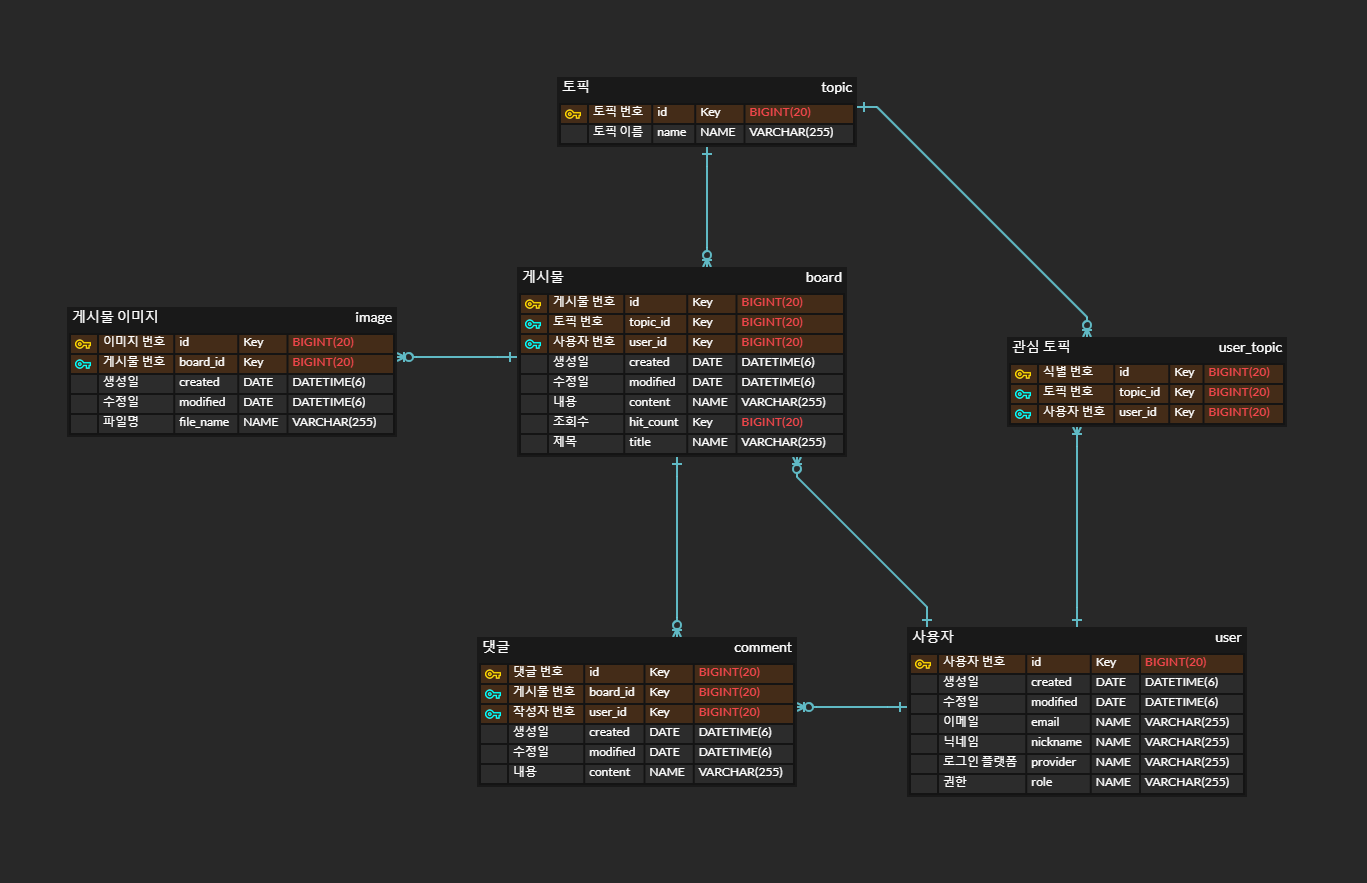 토픽 topic
토픽 번호 id Key BIGINT(20)
토픽 이름 name NAME VARCHAR(255)
게시물 board
게시물 번호 id Key BIGINT(20)
토픽 번호 topic_id Key BIGINT(20)
사용자 번호 user_id Key BIGINT(20)
생성일 created DATE DATETIME(6)
수정일 modified DATE DATETIME(6)
내용 content NAME VARCHAR(255)
조회수 hit_count Key BIGINT(20)
제목 title NAME VARCHAR(255)
게시물 이미지 image
이미지 번호 id Key BIGINT(20)
게시물 번호 board_id Key BIGINT(20)
생성일 created DATE DATETIME(6)
수정일 modified DATE DATETIME(6)
파일명 file_name NAME VARCHAR(255)
관심 토픽 user_topic
식별 번호 id Key BIGINT(20)
토픽 번호 topic_id Key BIGINT(20)
사용자 번호 user_id Key BIGINT(20)
댓글 comment
댓글 번호 id Key BIGINT(20)
게시물 번호 board_id Key BIGINT(20)
작성자 번호 user_id Key BIGINT(20)
생성일 created DATE DATETIME(6)
수정일 modified DATE DATETIME(6)
내용 content NAME VARCHAR(255)
사용자 user
사용자 번호 id Key BIGINT(20)
생성일 created DATE DATETIME(6)
수정일 modified DATE DATETIME(6)
이메일 email NAME VARCHAR(255)
닉네임 nickname NAME VARCHAR(255)
로그인 플랫폼 provider NAME VARCHAR(255)
권한 role NAME VARCHAR(255)